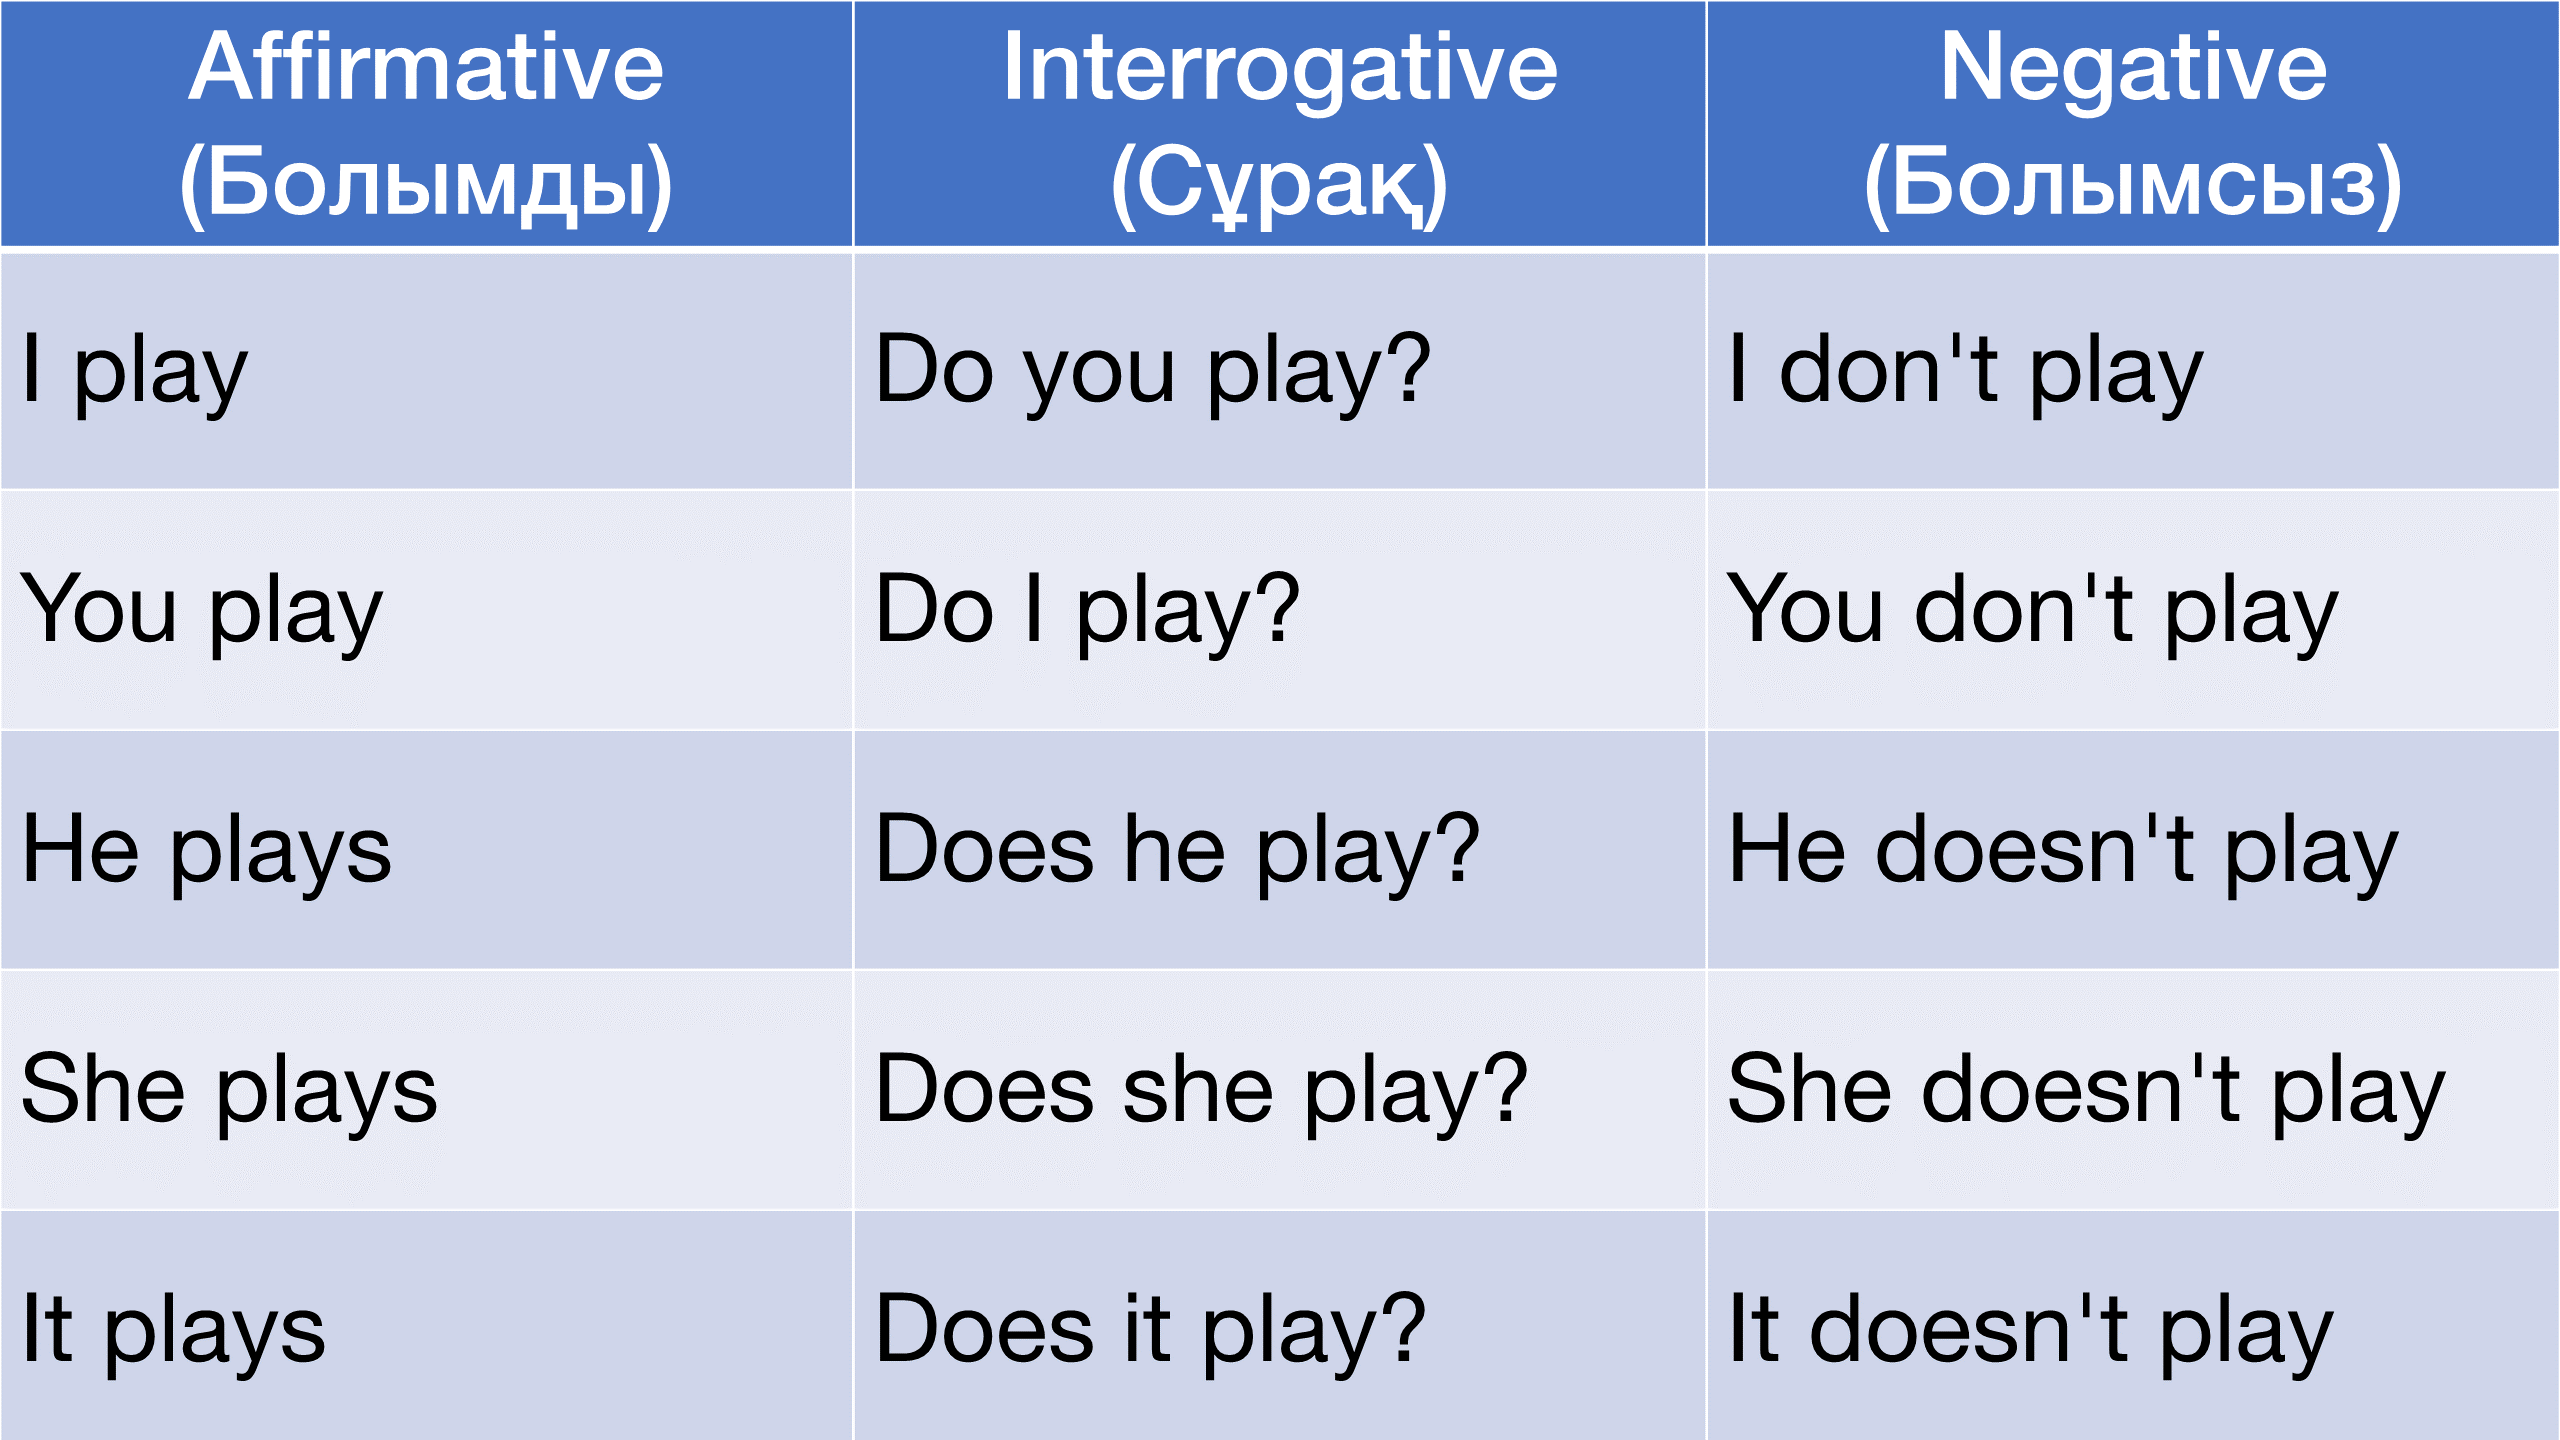 Affirmative
(Болымды)
Interrogative
(Сұрақ)
Negative
(Болымсыз)
I play
Do you play?
I don't play
You play
Do I play?
You don't play
He plays
Does he play?
He doesn't play
She plays
Does she play?
She doesn't play
It plays
Does it play?
It doesn't play